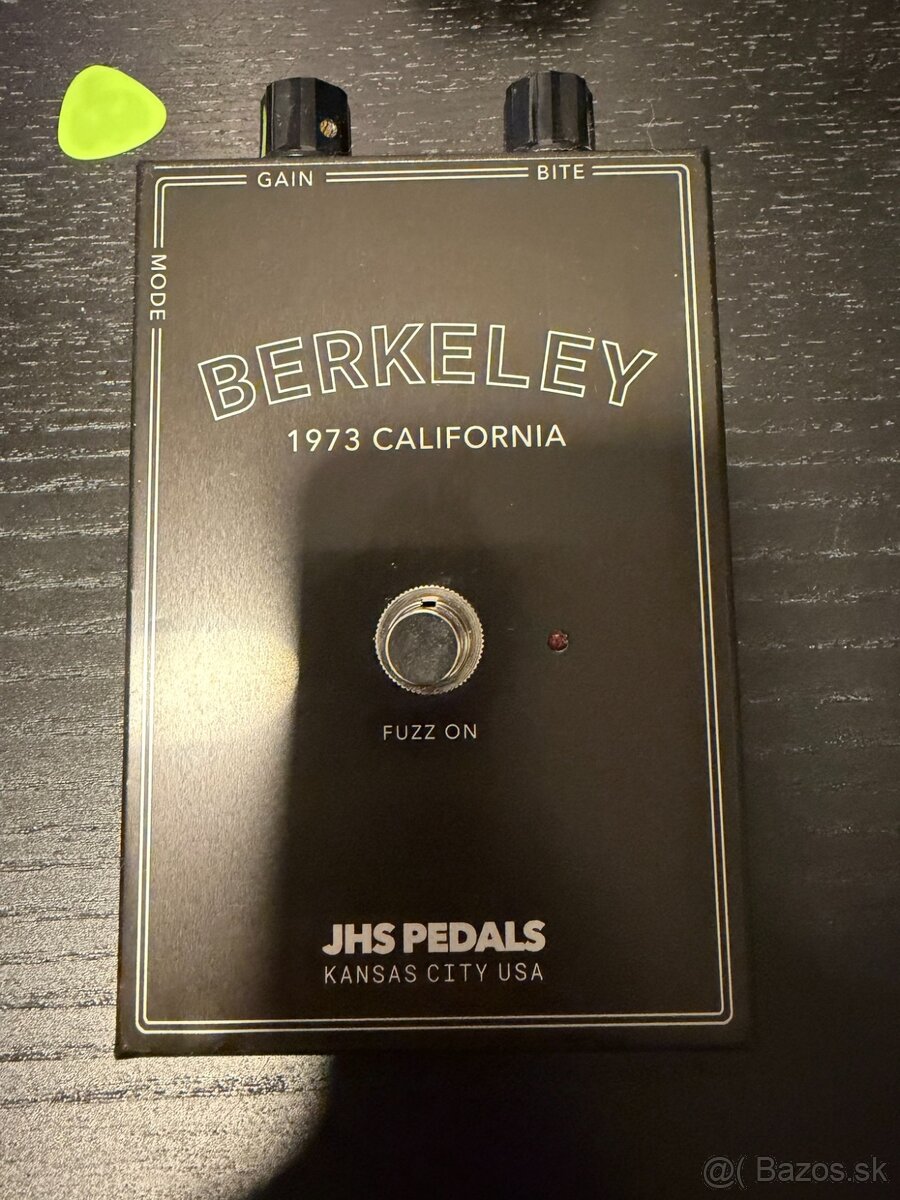 GAIN
BITE
MODE
BERKELEY
1973 CALIFORNIA
FUZZ ON
JHS PEDALS
KANSAS CITY USA
@( Bazos.sk